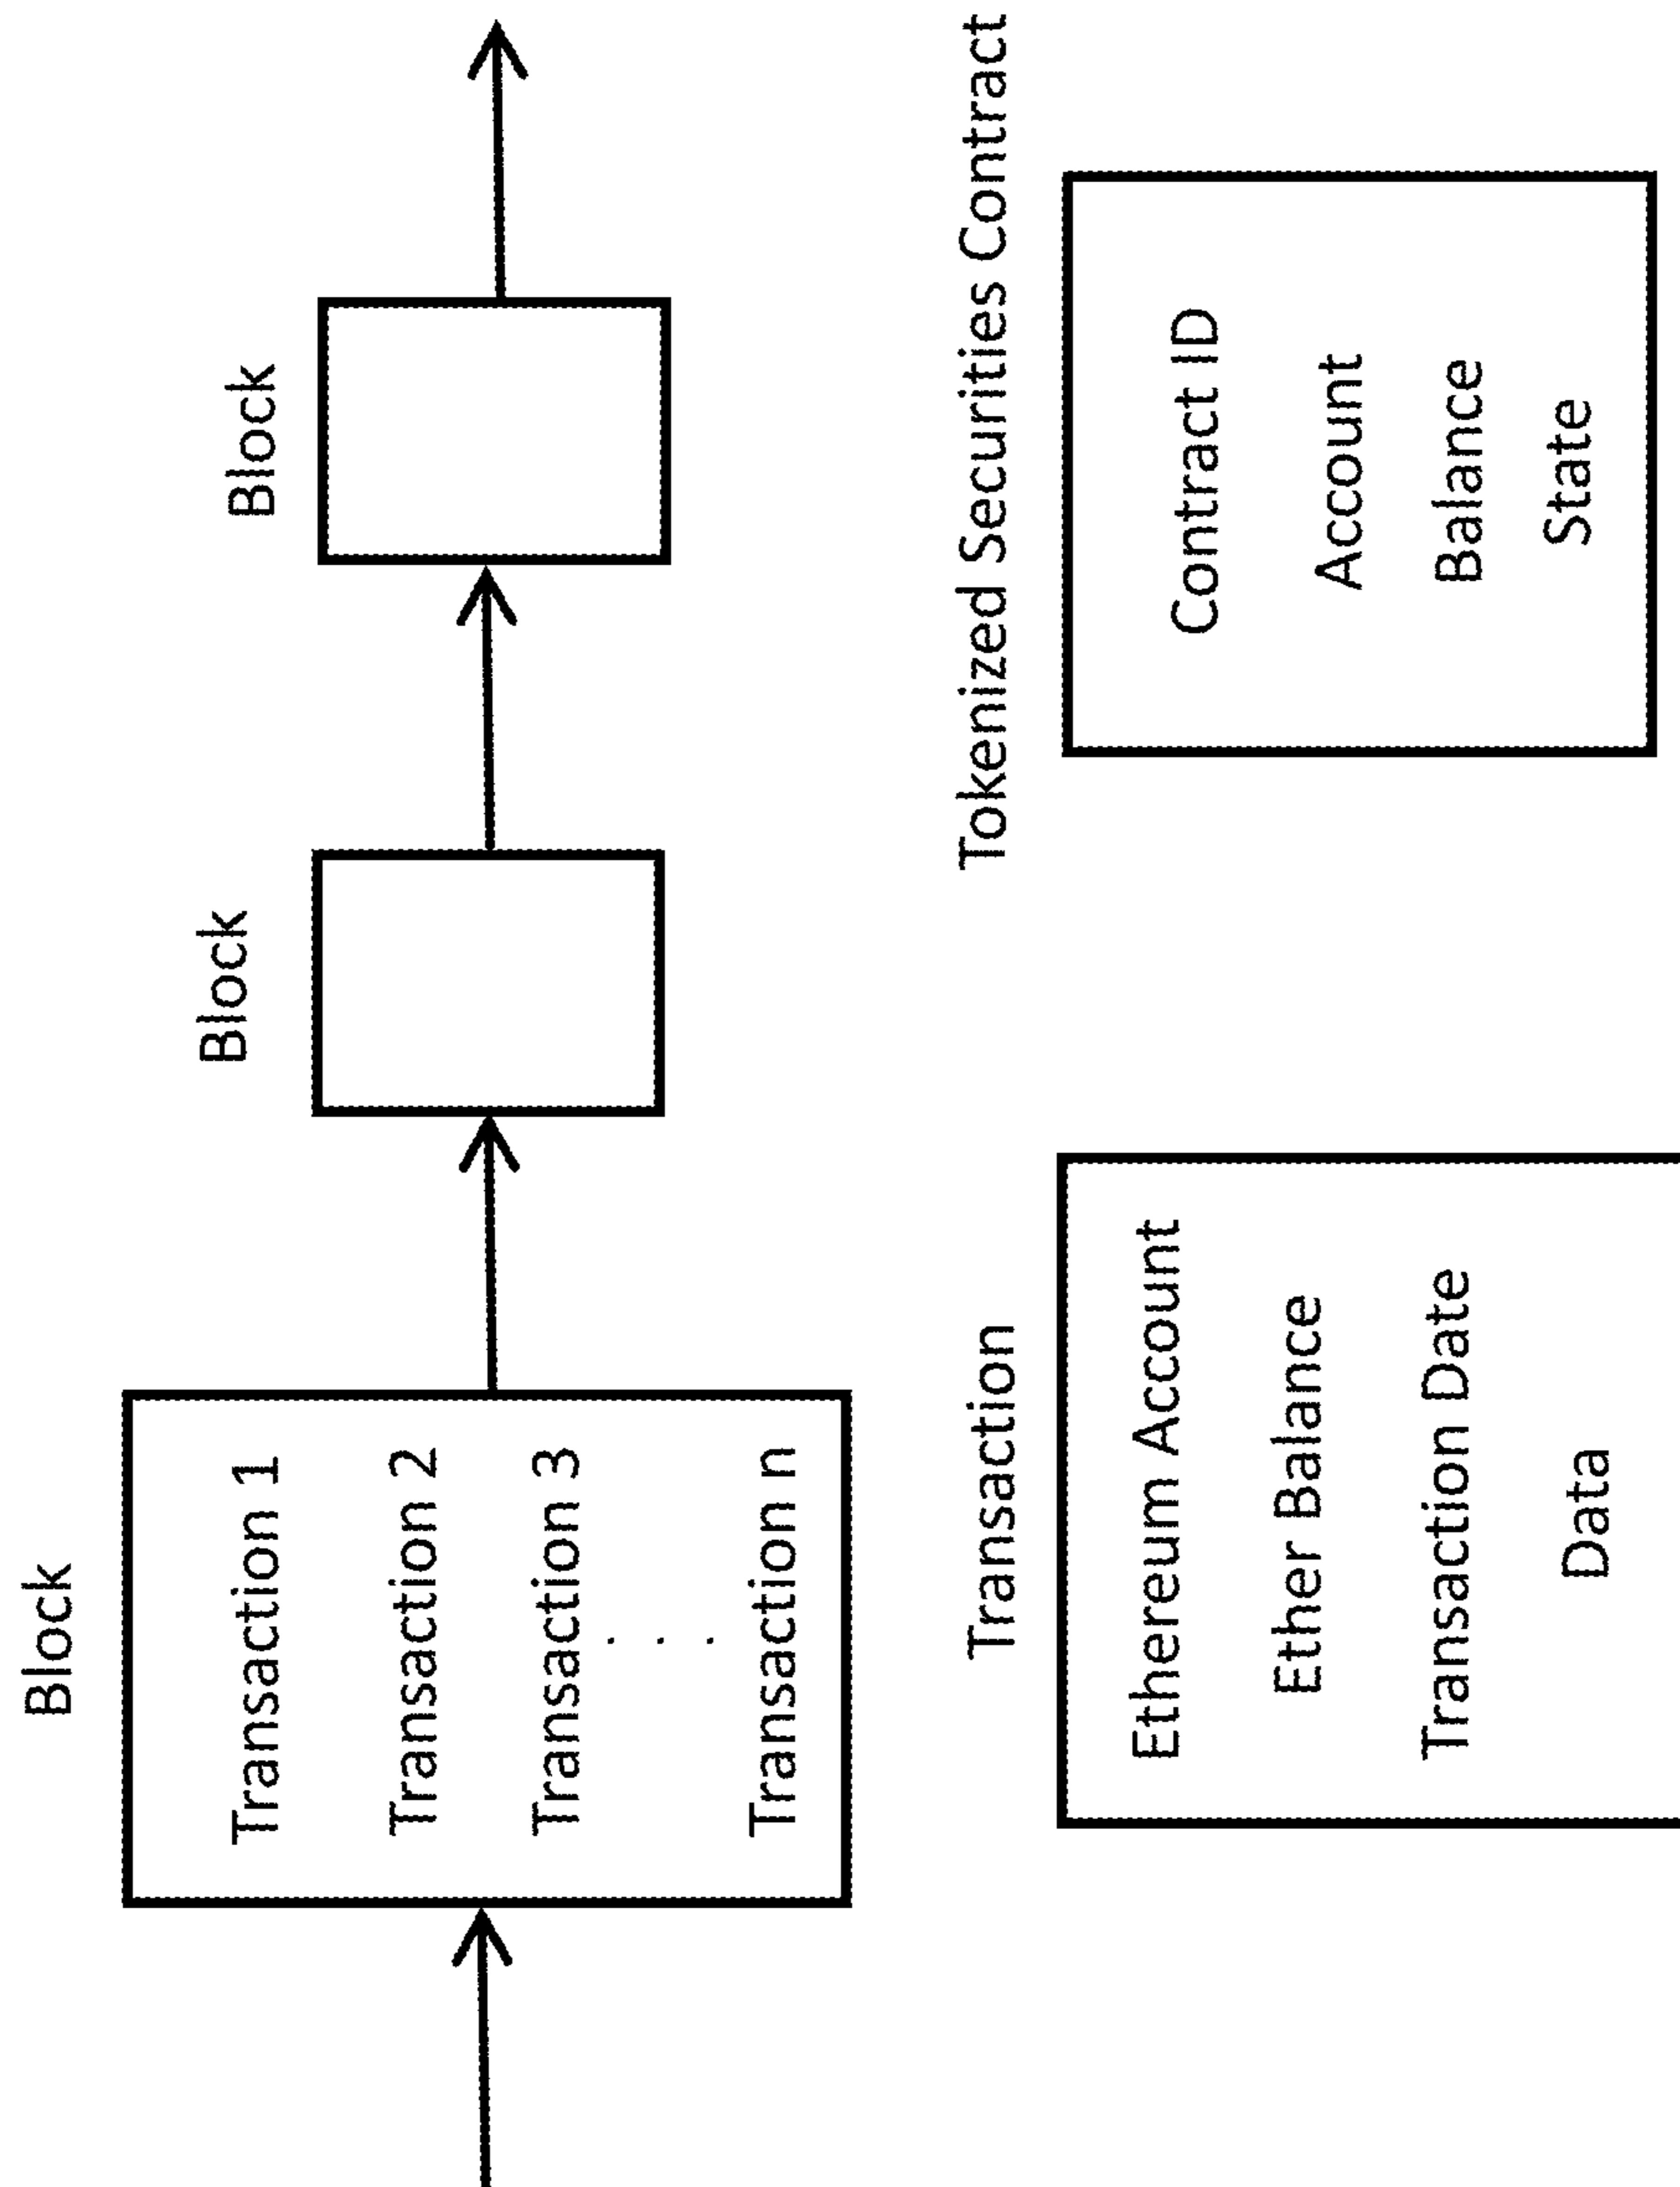 Block
Transaction 1
Transaction 2
Transaction 3
. . .
Transaction n
Block
Block
Transaction
Ethereum Account
Ether Balance
Transaction Date
Data
Tokenized Securities Contract
Contract ID
Account
Balance
State